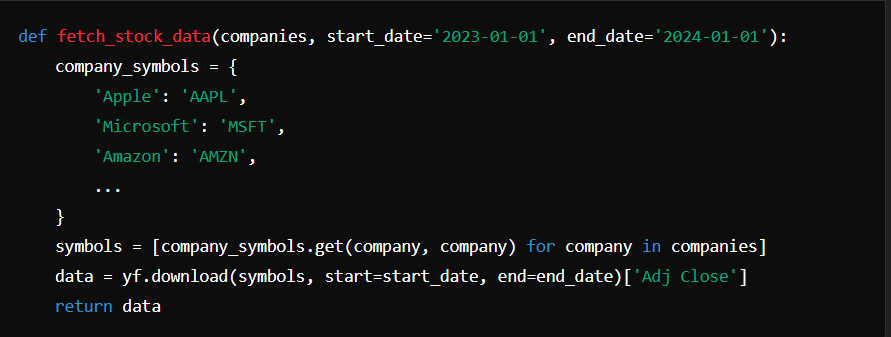 def fetch_stock_data(companies, start_date='2023-01-01', end_date='2024-01-01'):
    company_symbols = {
        'Apple': 'AAPL',
        'Microsoft': 'MSFT',
        'Amazon': 'AMZN',
        ...
    }
    symbols = [company_symbols.get(company, company) for company in companies]
    data = yf.download(symbols, start=start_date, end=end_date)['Adj Close']
    return data